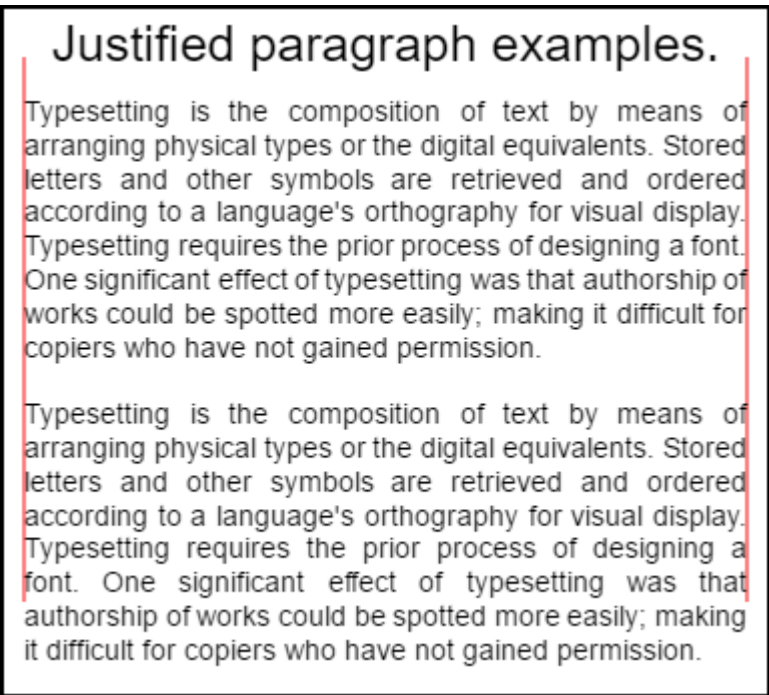 Justified paragraph examples.
Typesetting is the composition of text by means of
arranging physical types or the digital equivalents. Stored
letters and other symbols are retrieved and ordered
according to a language's orthography for visual display.
Typesetting requires the prior process of designing a font.
One significant effect of typesetting was that authorship of
works could be spotted more easily; making it difficult for
copiers who have not gained permission.
Typesetting is the composition of text by means of
arranging physical types or the digital equivalents. Stored
letters and other symbols are retrieved and ordered
according to a language's orthography for visual display.
Typesetting requires the prior process of designing a
font. One significant effect of typesetting was that
authorship of works could be spotted more easily; making
it difficult for copiers who have not gained permission.